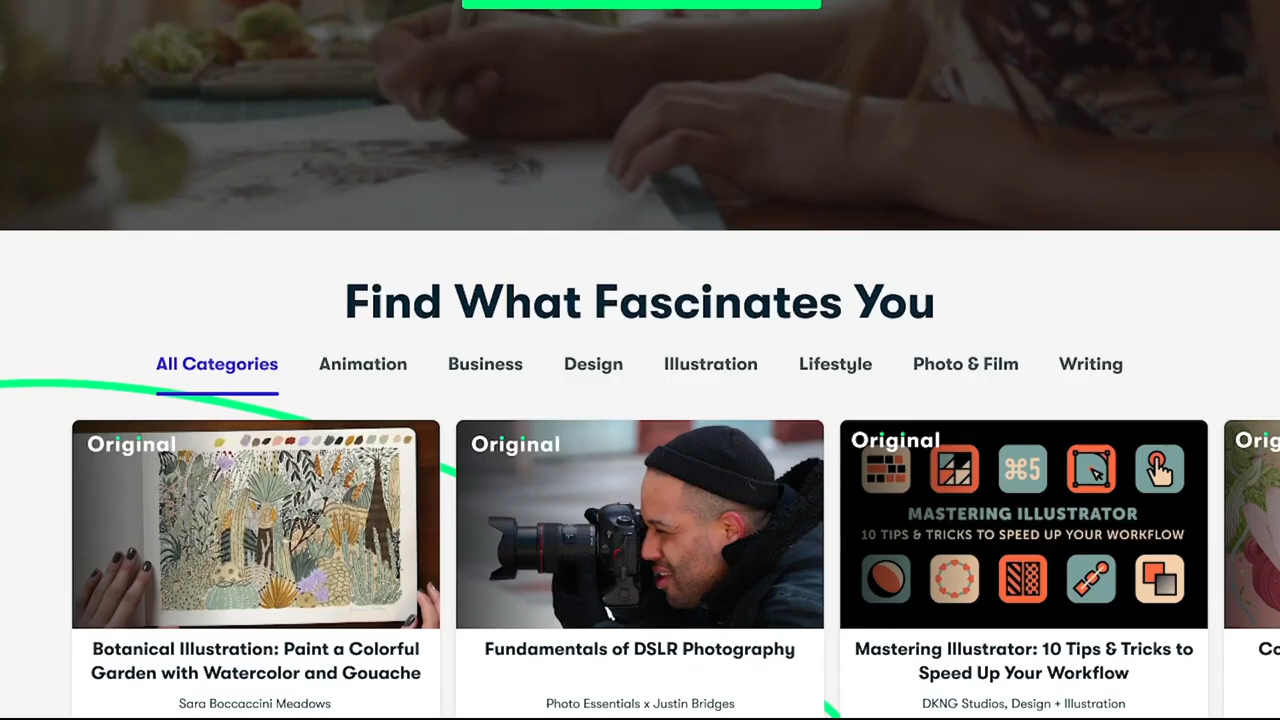 Find What Fascinates You
All Categories Animation Business Design Illustration Lifestyle Photo & Film Writing
Original Original Original
⌘5
MASTERING ILLUSTRATOR
10 TIPS & TRICKS TO SPEED UP YOUR WORKFLOW
Botanical Illustration: Paint a Colorful
Garden with Watercolor and Gouache
Sara Boccaccini Meadows
Fundamentals of DSLR Photography
Photo Essentials x Justin Bridges
Mastering Illustrator: 10 Tips & Tricks to
Speed Up Your Workflow
DKNG Studios, Design + Illustration